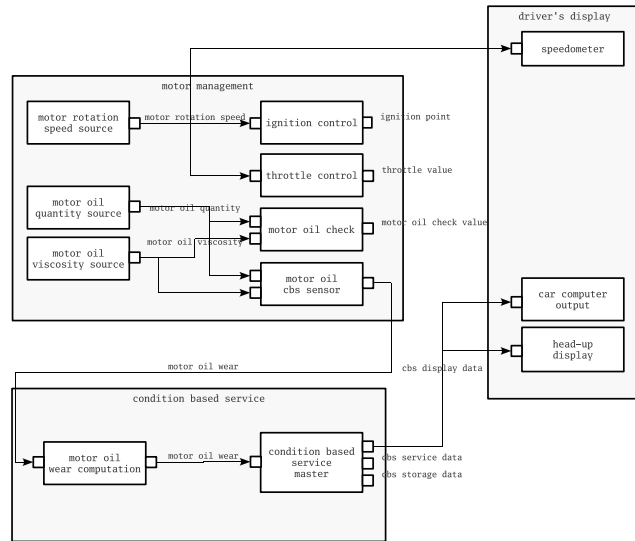 driver's display
speedometer
motor management
motor rotation
speed source
motor rotation speed
ignition control
ignition point
throttle control
throttle value
motor oil
quantity source
motor oil quantity
motor oil check
motor oil check value
motor oil
viscosity source
motor oil viscosity
motor oil
cbs sensor
car computer
output
head-up
display
motor oil wear
cbs display data
condition based service
motor oil
wear computation
motor oil wear
condition based
service
master
cbs service data
cbs storage data